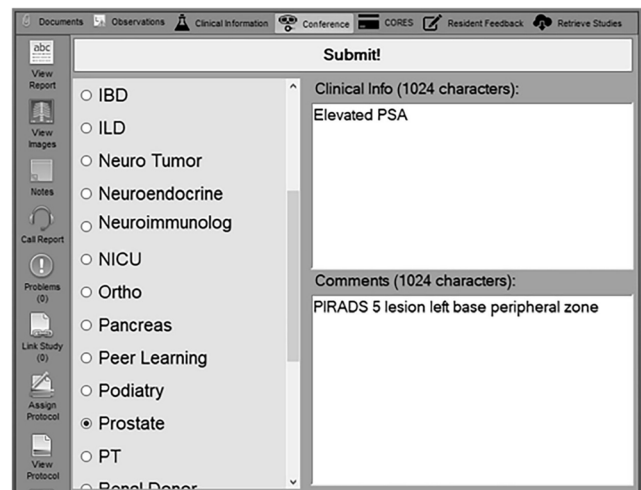 Documents Observations Clinical Information Conference CORES Resident Feedback Retrieve Studies
abc
View
Report
View
Images
Notes
Call Report
Problems
(0)
Link Study
(0)
Assign
Protocol
View
Protocol
Submit!
IBD
ILD
Neuro Tumor
Neuroendocrine
Neuroimmunolog
NICU
Ortho
Pancreas
Peer Learning
Podiatry
Prostate
PT
Renal Donor
Clinical Info (1024 characters):
Elevated PSA
Comments (1024 characters):
PIRADS 5 lesion left base peripheral zone